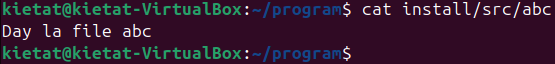 kietat@kietat-VirtualBox:~/program$ cat install/src/abc
Day la file abc
kietat@kietat-VirtualBox:~/program$